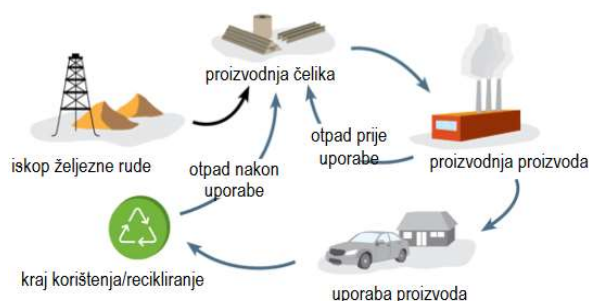 proizvodnja čelika
iskop željezne rude
otpad prije
uporabe
proizvodnja proizvoda
otpad nakon
uporabe
kraj korištenja/recikliranje
uporaba proizvoda